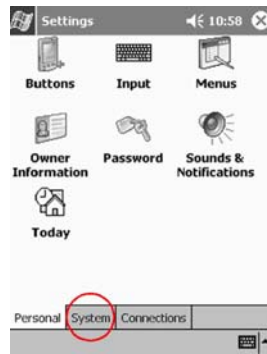 Settings 10:58
Buttons Input Menus
Owner Information Password Sounds & Notifications
Today
Personal System Connections